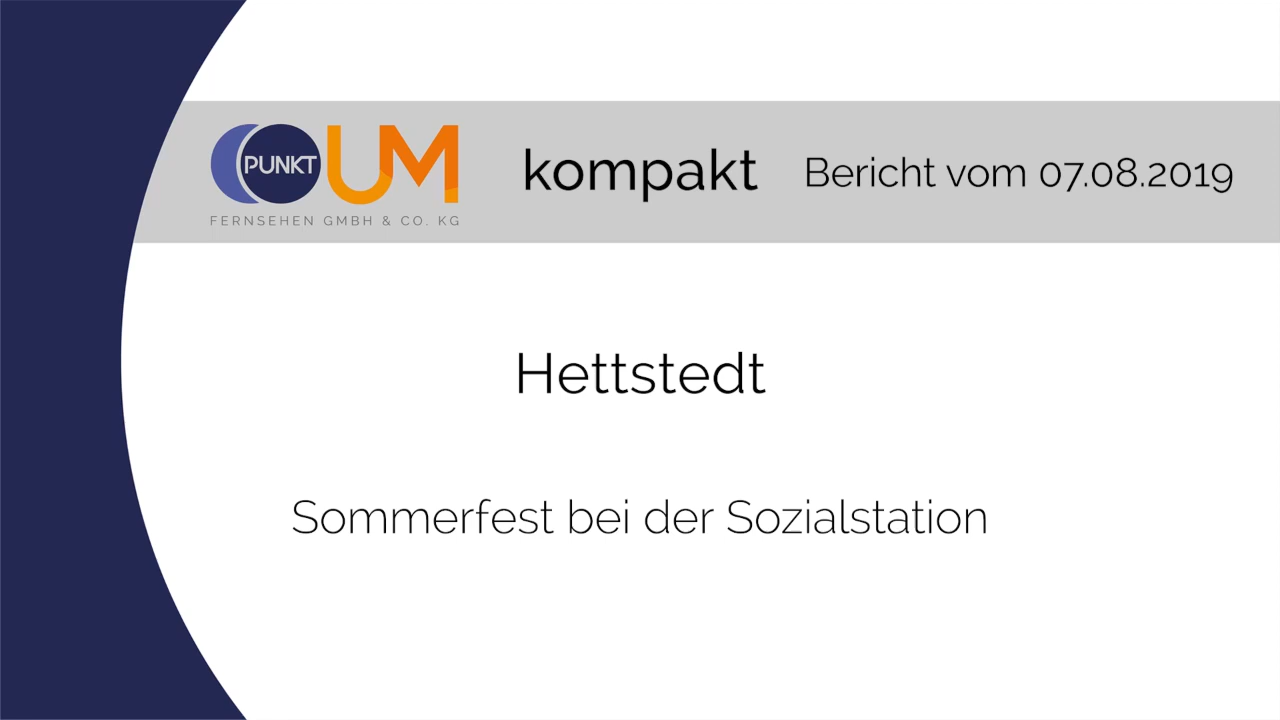 PUNKT UM
FERNSEHEN GMBH & CO. KG
kompakt
Bericht vom 07.08.2019
Hettstedt
Sommerfest bei der Sozialstation